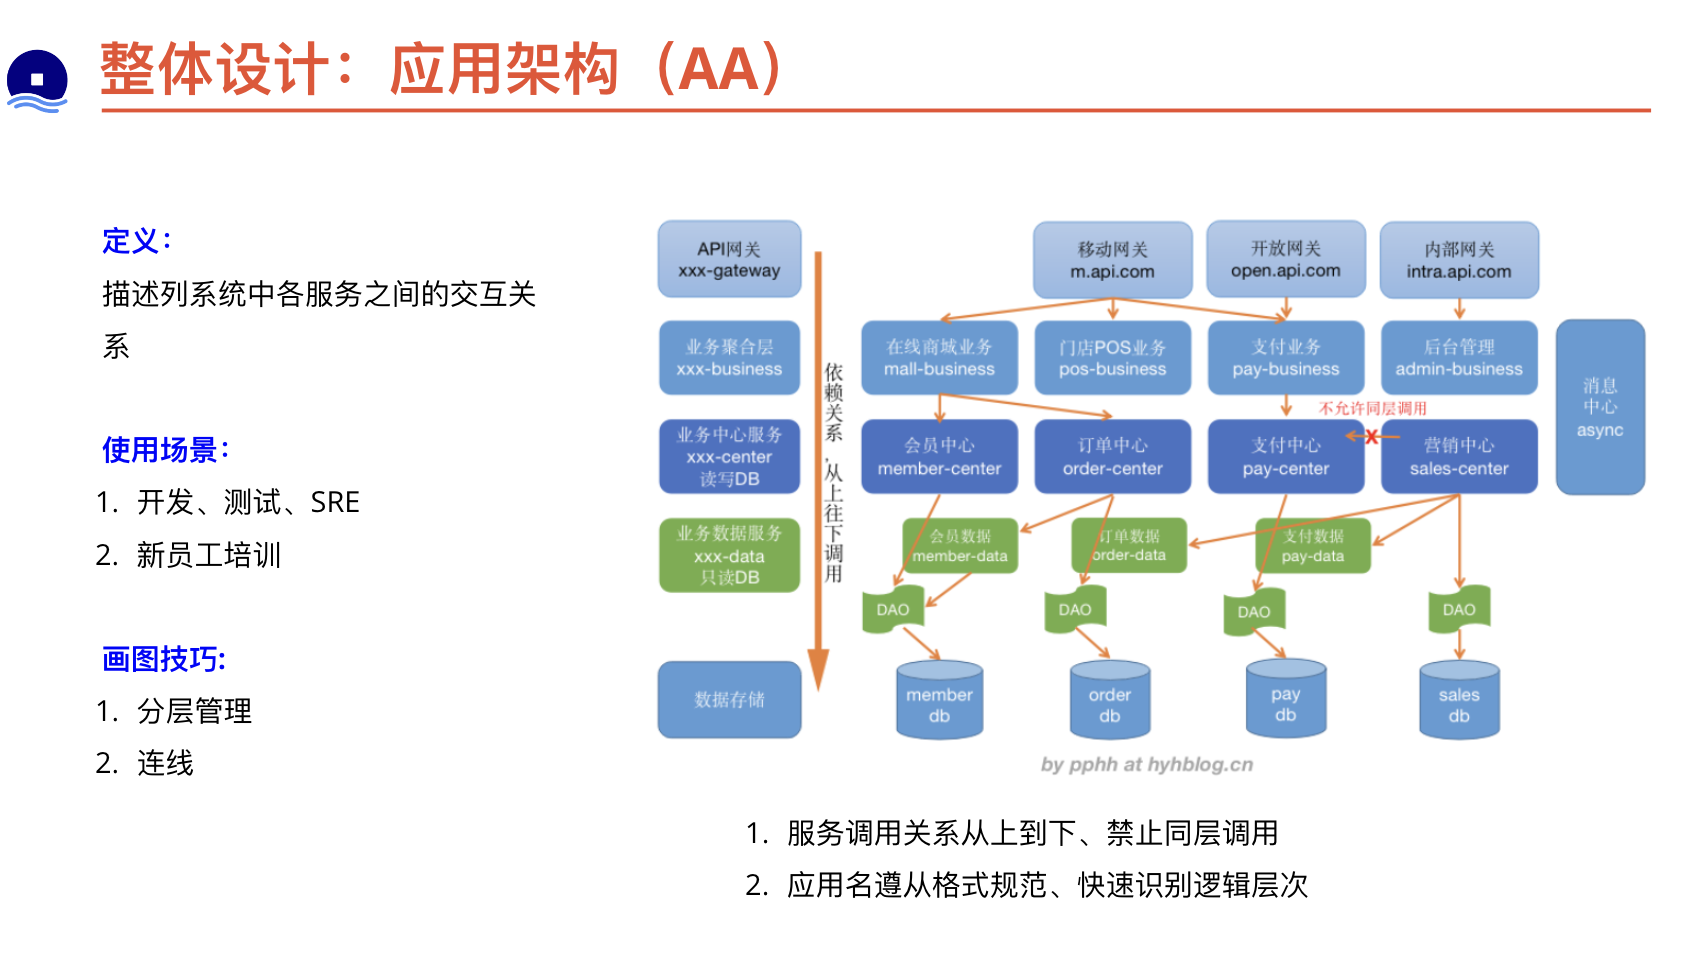 整体设计：应用架构（AA）
定义：
描述列系统中各服务之间的交互关
系
使用场景：
1. 开发、测试、SRE
2. 新员工培训
画图技巧:
1. 分层管理
2. 连线
API网关
xxx-gateway
移动网关
m.api.com
开放网关
open.api.com
内部网关
intra.api.com
业务聚合层
xxx-business
在线商城业务
mall-business
门店POS业务
pos-business
支付业务
pay-business
后台管理
admin-business
消息
中心
async
依赖关系，从上往下调用
不允许同层调用
X
业务中心服务
xxx-center
读写DB
会员中心
member-center
订单中心
order-center
支付中心
pay-center
营销中心
sales-center
业务数据服务
xxx-data
只读DB
会员数据
member-data
订单数据
order-data
支付数据
pay-data
DAO
DAO
DAO
DAO
数据存储
member
db
order
db
pay
db
sales
db
by pphh at hyhblog.cn
1. 服务调用关系从上到下、禁止同层调用
2. 应用名遵从格式规范、快速识别逻辑层次